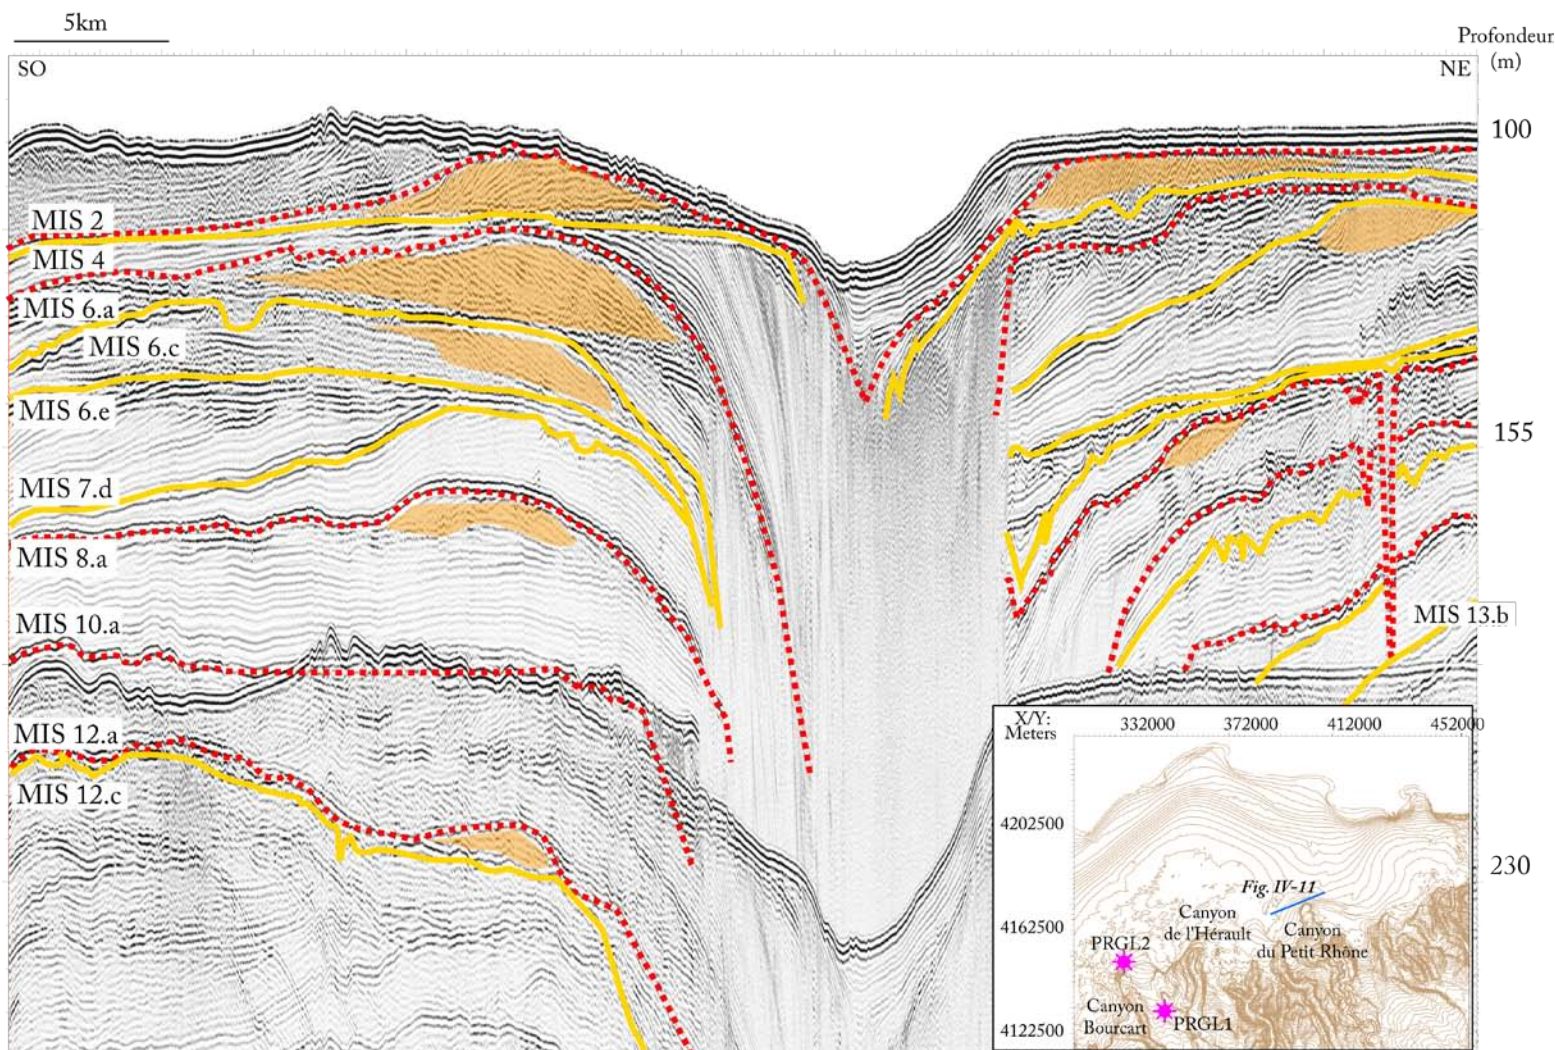 5km
Profondeur
(m)
SO
NE
100
MIS 2
MIS 4
MIS 6.a
MIS 6.c
MIS 6.e
155
MIS 7.d
MIS 8.a
MIS 10.a
MIS 13.b
MIS 12.a
MIS 12.c
230
X/Y:
Meters
332000 372000 412000 452000
4202500
4162500
4122500
Fig. IV-11
Canyon
de l'Hérault
Canyon
du Petit Rhône
PRGL2
Canyon
Bourcart
PRGL1